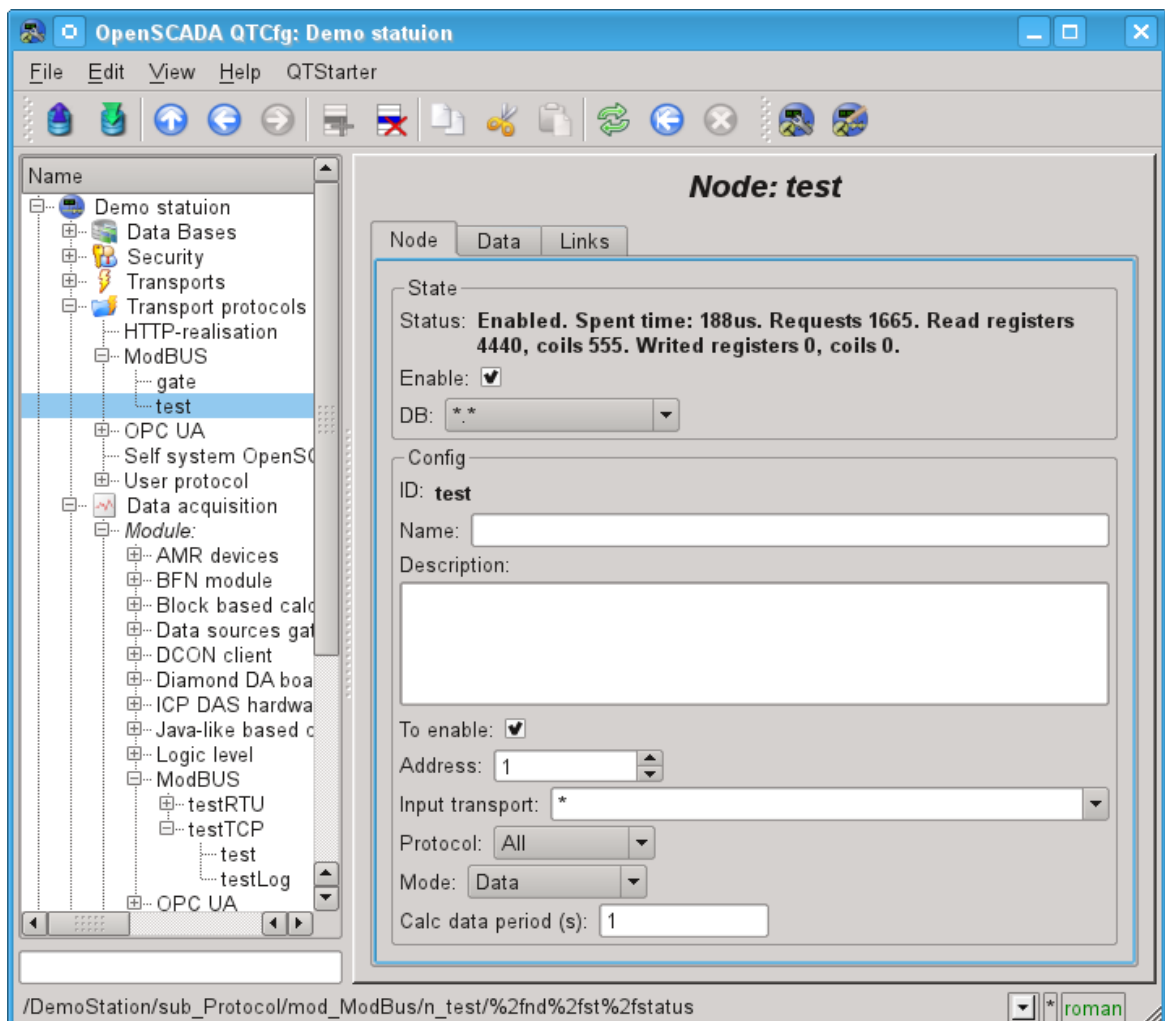 OpenSCADA QTCfg: Demo statuion
File Edit View Help QTStarter
Name
Demo statuion
Data Bases
Security
Transports
Transport protocols
HTTP-realisation
ModBUS
gate
test
OPC UA
Self system OpenSC
User protocol
Data acquisition
Module:
AMR devices
BFN module
Block based calc
Data sources gat
DCON client
Diamond DA boa
ICP DAS hardwa
Java-like based c
Logic level
ModBUS
testRTU
testTCP
test
testLog
OPC UA
Node: test
Node Data Links
State
Status: Enabled. Spent time: 188us. Requests 1665. Read registers
4440, coils 555. Writed registers 0, coils 0.
Enable:
DB: *.*
Config
ID: test
Name:
Description:
To enable:
Address: 1
Input transport: *
Protocol: All
Mode: Data
Calc data period (s): 1
/DemoStation/sub_Protocol/mod_ModBus/n_test/%2fnd%2fst%2fstatus
* roman